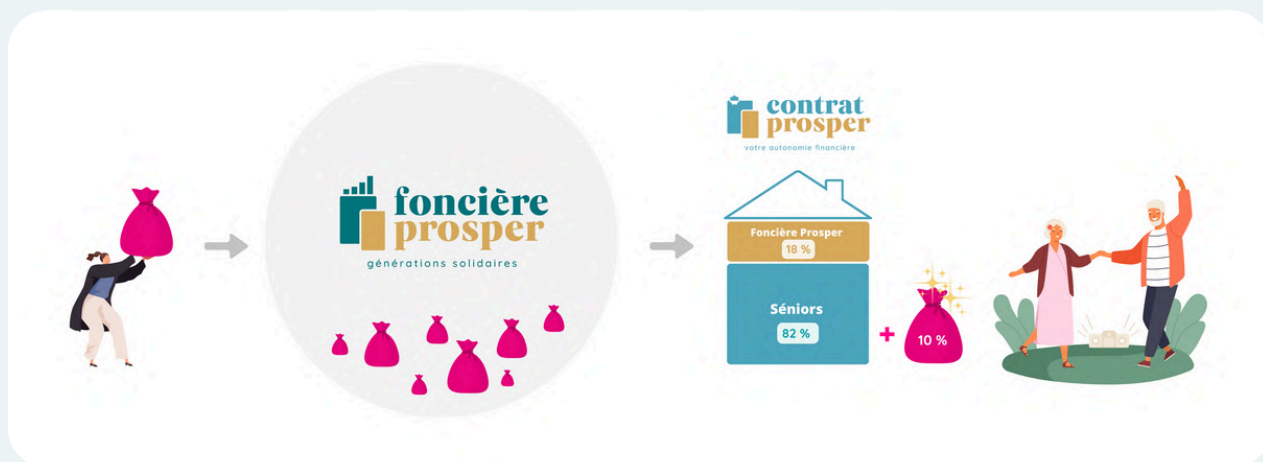 foncière
prosper
générations solidaires
contrat
prosper
votre autonomie financière
Foncière Prosper
18 %
Séniors
82 %
+
10 %